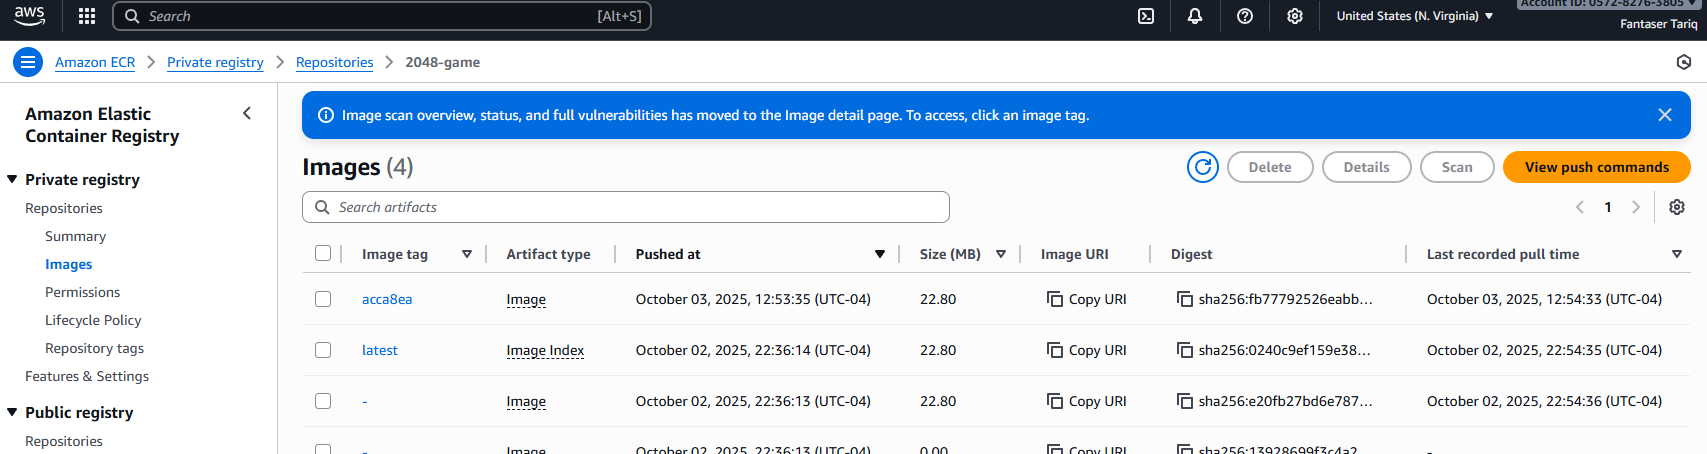 aws Search [Alt+S] United States (N. Virginia) Account ID: 0572-8276-3805
Fantaser Tariq
Amazon ECR Private registry Repositories 2048-game
Amazon Elastic
Container Registry
Private registry
Repositories
Summary
Images
Permissions
Lifecycle Policy
Repository tags
Features & Settings
Public registry
Repositories
Image scan overview, status, and full vulnerabilities has moved to the Image detail page. To access, click an image tag.
Images (4) Delete Details Scan View push commands
Search artifacts 1
Image tag Artifact type Pushed at Size (MB) Image URI Digest Last recorded pull time
acca8ea Image October 03, 2025, 12:53:35 (UTC-04) 22.80 Copy URI sha256:fb77792526eabb... October 03, 2025, 12:54:33 (UTC-04)
latest Image Index October 02, 2025, 22:36:14 (UTC-04) 22.80 Copy URI sha256:0240c9ef159e38... October 02, 2025, 22:54:35 (UTC-04)
- Image October 02, 2025, 22:36:13 (UTC-04) 22.80 Copy URI sha256:e20fb27bd6e787... October 02, 2025, 22:54:36 (UTC-04)
- Image October 02, 2025, 22:36:13 (UTC-04) 0.00 Copy URI sha256:13928699f3c4a2... -